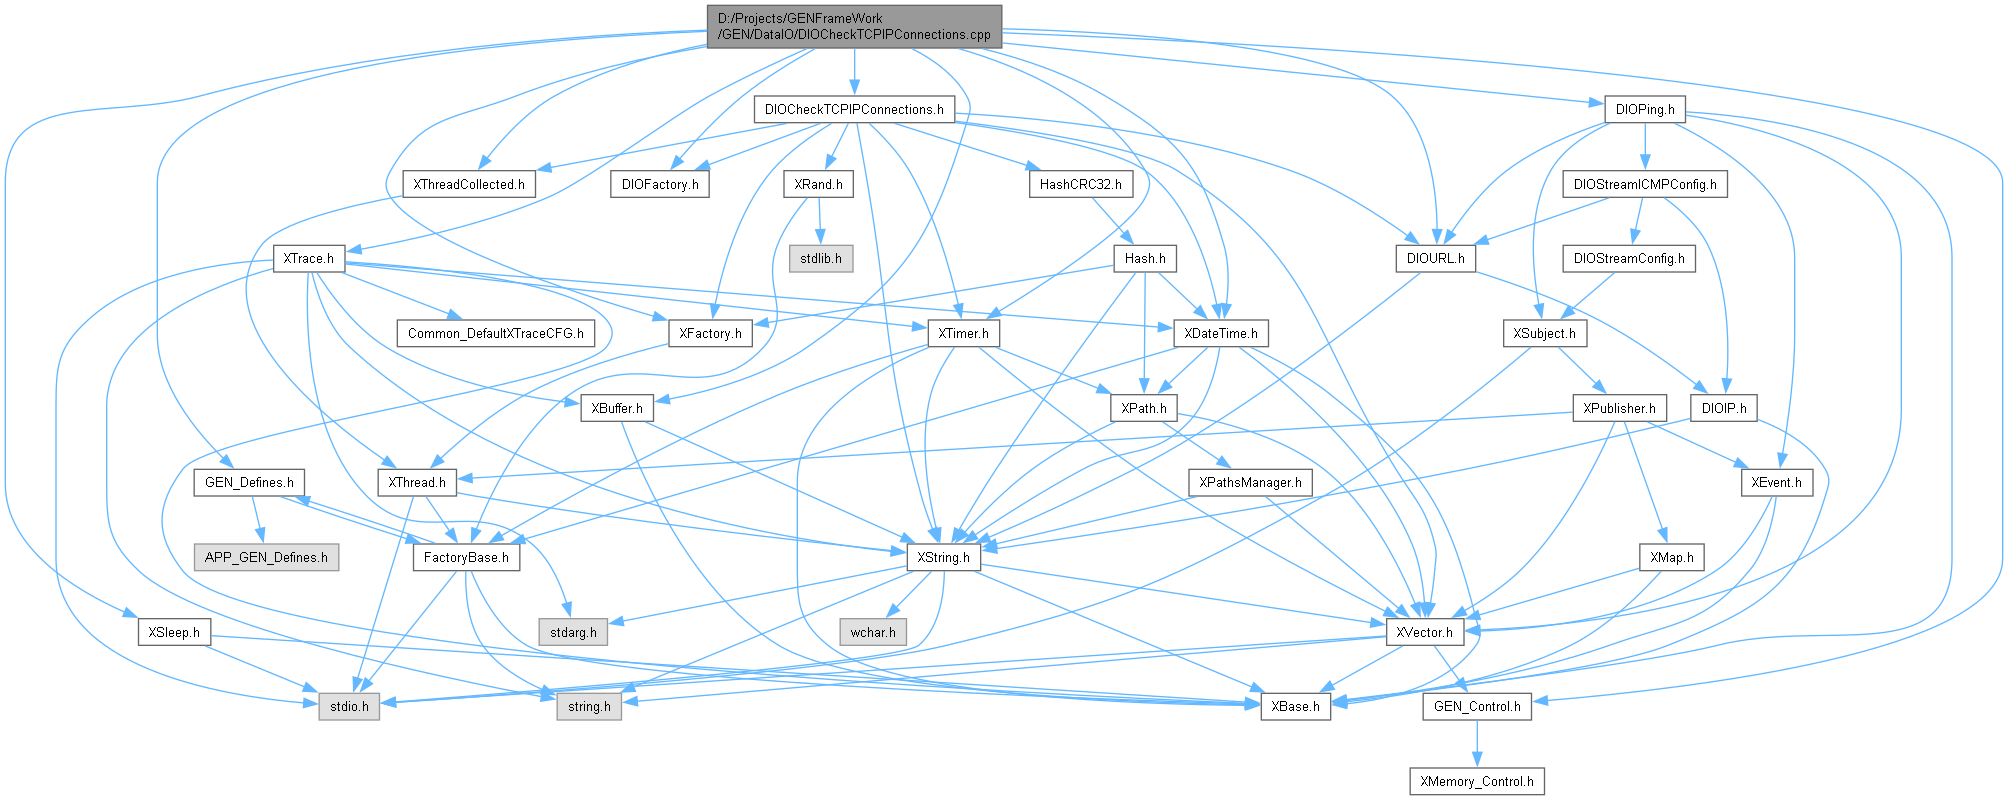 D:/Projects/GENFrameWork
/GEN/DataIO/DIOCheckTCPIPConnections.cpp
DIOCheckTCPIPConnections.h
DIOPing.h
XThreadCollected.h
DIOFactory.h
XRand.h
HashCRC32.h
DIOStreamICMPConfig.h
XTrace.h
stdlib.h
Hash.h
DIOURL.h
DIOStreamConfig.h
Common_DefaultXTraceCFG.h
XFactory.h
XTimer.h
XDateTime.h
XSubject.h
XBuffer.h
XPath.h
XPublisher.h
DIOIP.h
GEN_Defines.h
XThread.h
XPathsManager.h
XEvent.h
APP_GEN_Defines.h
FactoryBase.h
XString.h
XMap.h
XSleep.h
stdarg.h
wchar.h
XVector.h
stdio.h
string.h
XBase.h
GEN_Control.h
XMemory_Control.h